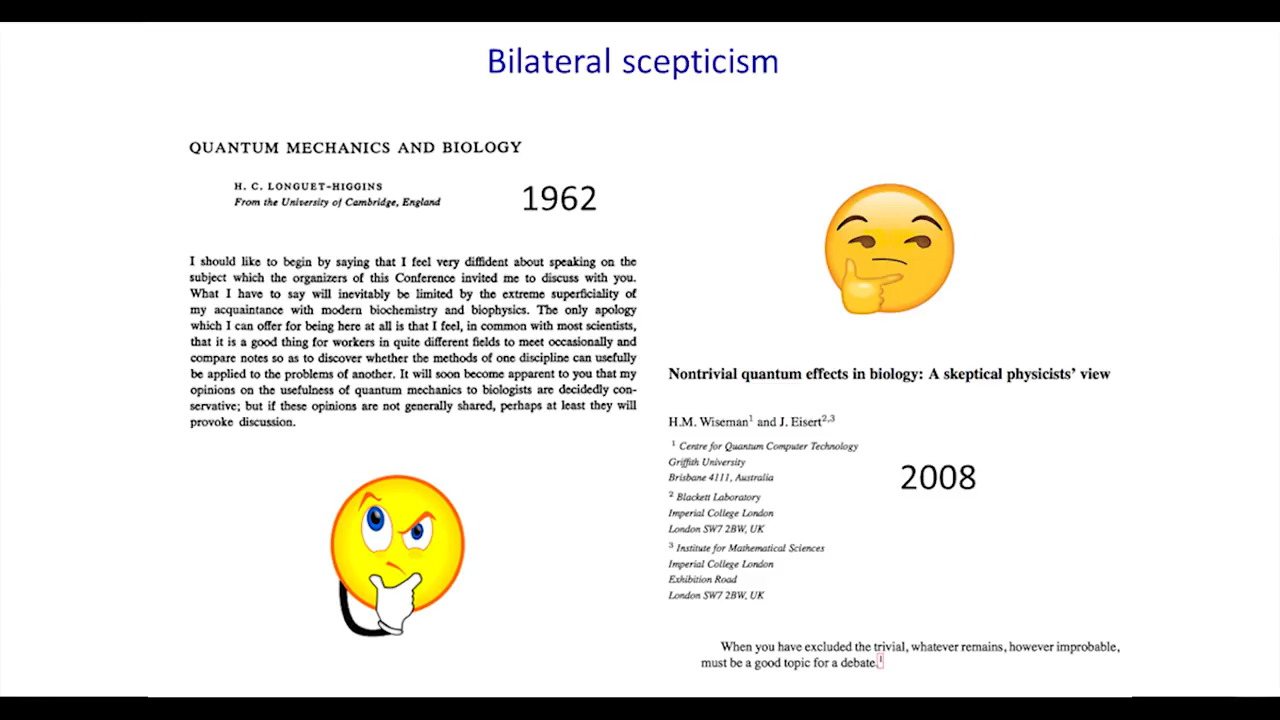 Bilateral scepticism
QUANTUM MECHANICS AND BIOLOGY
H. C. LONGUET-HIGGINS
From the University of Cambridge, England
1962
I should like to begin by saying that I feel very diffident about speaking on the
subject which the organizers of this Conference invited me to discuss with you.
What I have to say will inevitably be limited by the extreme superficiality of
my acquaintance with modern biochemistry and biophysics. The only apology
which I can offer for being here at all is that I feel, in common with most scientists,
that it is a good thing for workers in quite different fields to meet occasionally and
compare notes so as to discover whether the methods of one discipline can usefully
be applied to the problems of another. It will soon become apparent to you that my
opinions on the usefulness of quantum mechanics to biologists are decidedly con-
servative; but if these opinions are not generally shared, perhaps at least they will
provoke discussion.
Nontrivial quantum effects in biology: A skeptical physicists' view
H.M. Wiseman¹ and J. Eisert²,³
¹ Centre for Quantum Computer Technology
Griffith University
Brisbane 4111, Australia
² Blackett Laboratory
Imperial College London
London SW7 2BW, UK
³ Institute for Mathematical Sciences
Imperial College London
Exhibition Road
London SW7 2BW, UK
2008
When you have excluded the trivial, whatever remains, however improbable,
must be a good topic for a debate.¹